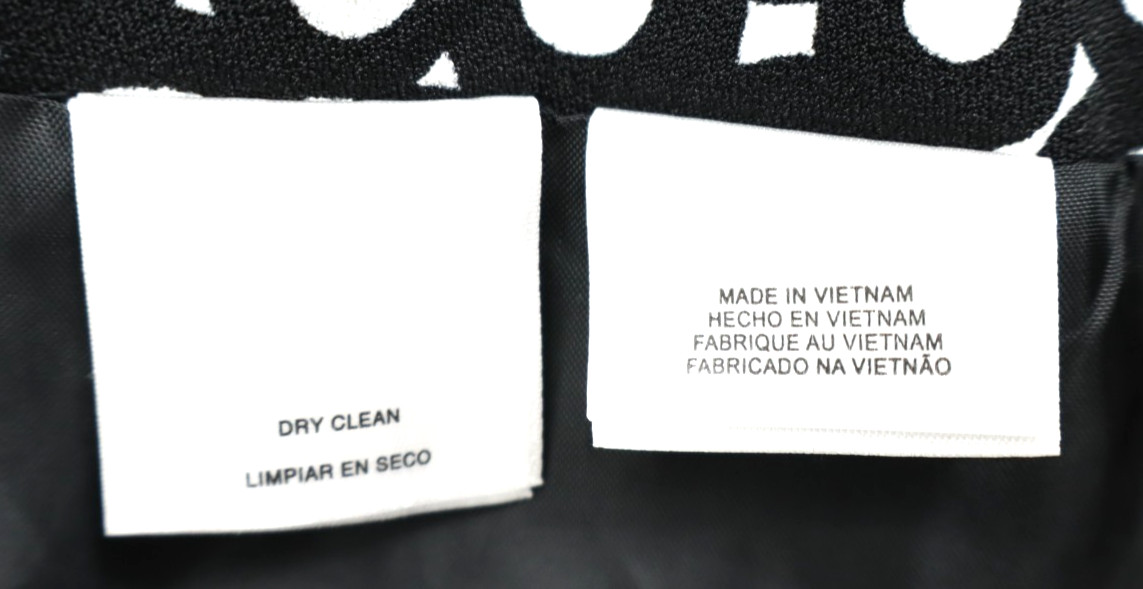 DRY CLEAN
LIMPIAR EN SECO
MADE IN VIETNAM
HECHO EN VIETNAM
FABRIQUE AU VIETNAM
FABRICADO NA VIETNÃO